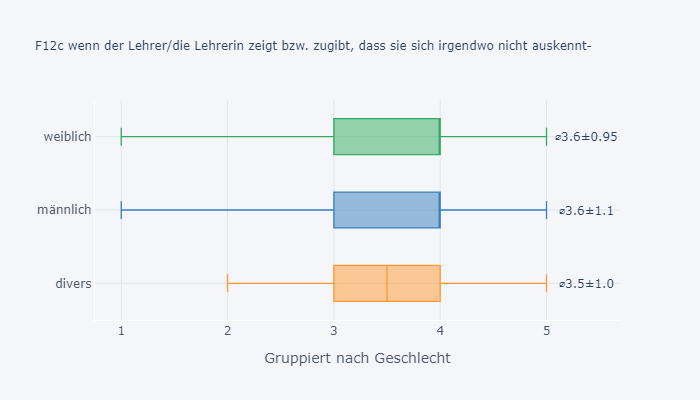 F12c wenn der Lehrer/die Lehrerin zeigt bzw. zugibt, dass sie sich irgendwo nicht auskennt-
weiblich
⌀3.6±0.95
männlich
⌀3.6±1.1
divers
⌀3.5±1.0
1 2 3 4 5
Gruppiert nach Geschlecht